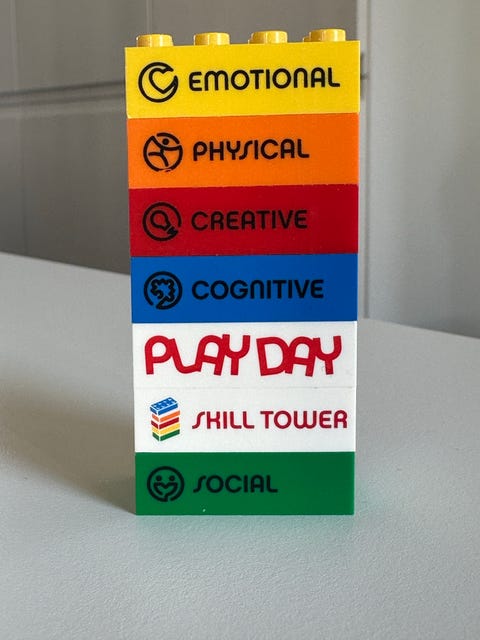 EMOTIONAL
PHYSICAL
CREATIVE
COGNITIVE
PLAY DAY
SKILL TOWER
SOCIAL